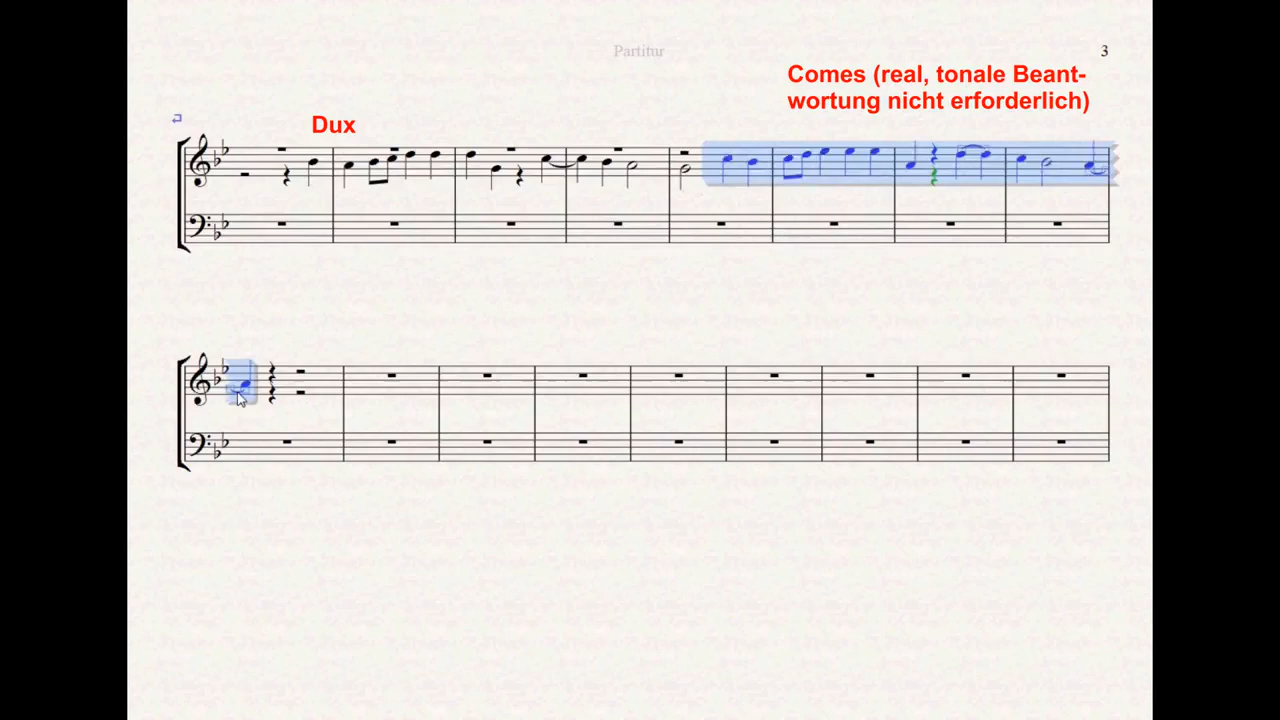 Partitur
3
Comes (real, tonale Beant-
wortung nicht erforderlich)
Dux